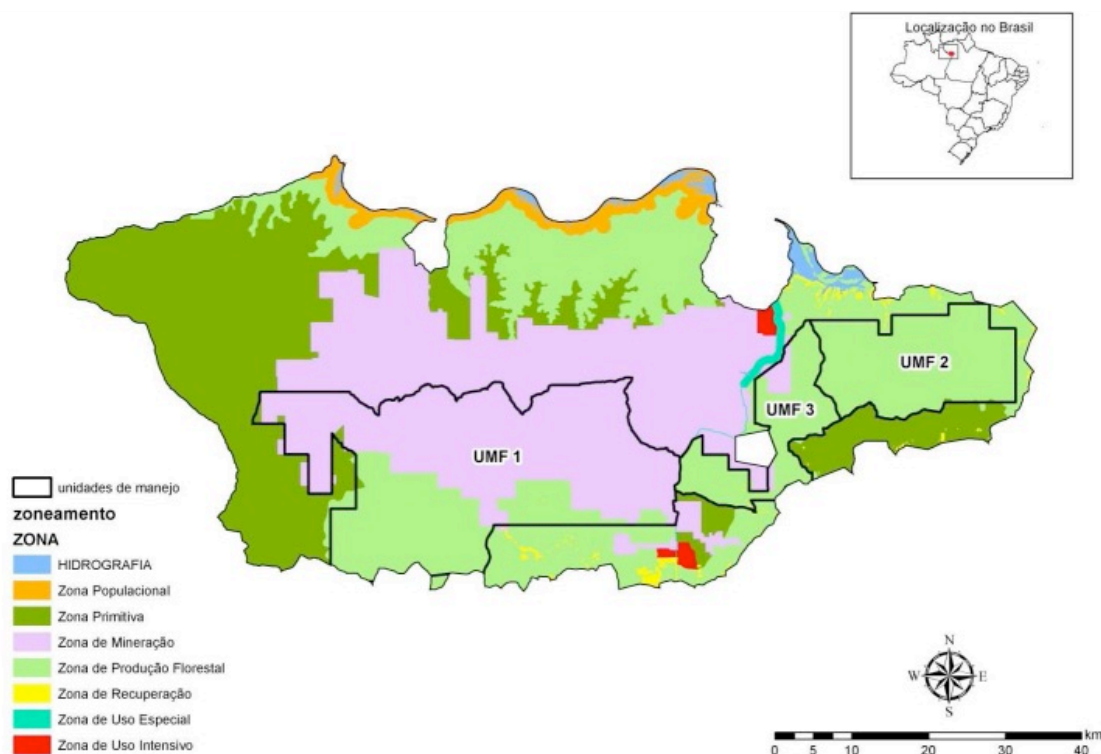 Localização no Brasil
UMF 2
UMF 3
UMF 1
unidades de manejo
zoneamento
ZONA
HIDROGRAFIA
Zona Populacional
Zona Primitiva
Zona de Mineração
Zona de Produção Florestal
Zona de Recuperação
Zona de Uso Especial
Zona de Uso Intensivo
N
W E
S
km
0 5 10 20 30 40